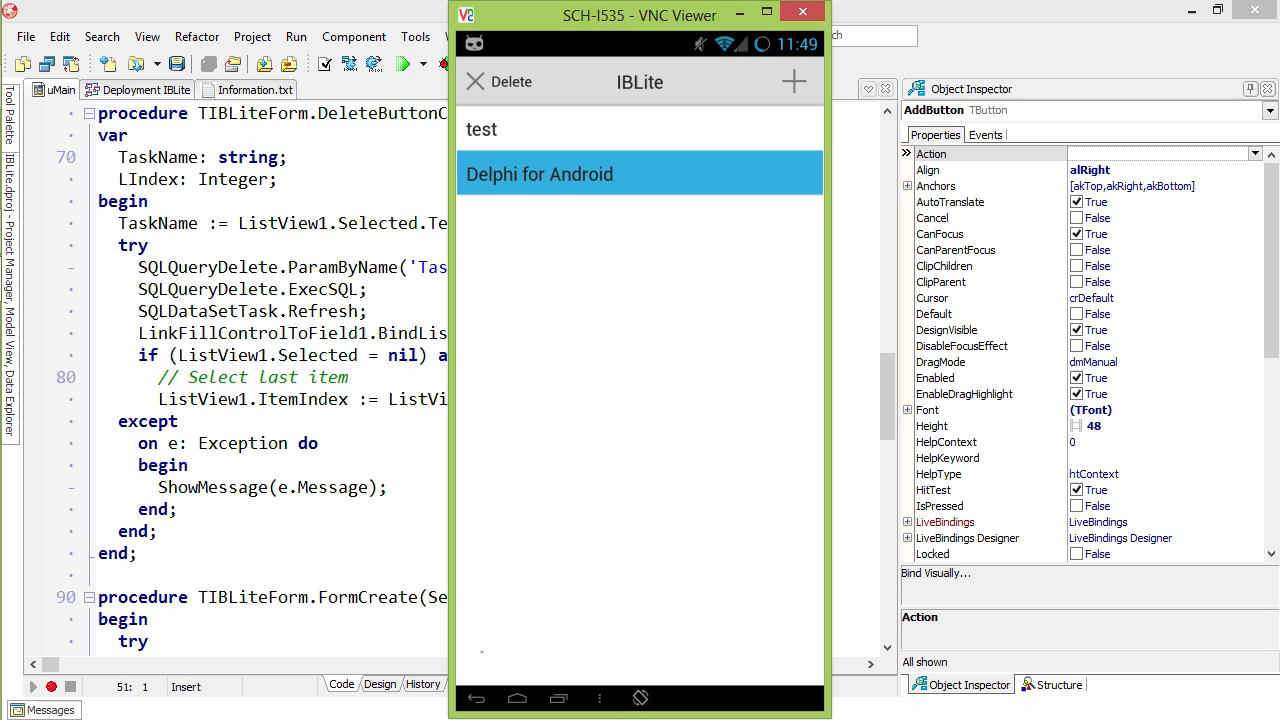 SCH-I535 - VNC Viewer
File Edit Search View Refactor Project Run Component Tools
ch
uMain Deployment IBLite Information.txt
Tool Palette
IBLite.dproj - Project Manager, Model View, Data Explorer
procedure TIBLiteForm.DeleteButtonC
var
70 TaskName: string;
LIndex: Integer;
begin
TaskName := ListView1.Selected.Te
try
SQLQueryDelete.ParamByName('Tas
SQLQueryDelete.ExecSQL;
SQLDataSetTask.Refresh;
LinkFillControlToField1.BindLis
if (ListView1.Selected = nil) a
80 // Select last item
ListView1.ItemIndex := ListVi
except
on e: Exception do
begin
ShowMessage(e.Message);
end;
end;
end;
90 procedure TIBLiteForm.FormCreate(Se
begin
try
51: 1 Insert Code Design History
Messages
11:49
Delete IBLite
test
Delphi for Android
Object Inspector
AddButton TButton
Properties Events
Action
Align alRight
Anchors [akTop,akRight,akBottom]
AutoTranslate True
Cancel False
CanFocus True
CanParentFocus False
ClipChildren False
ClipParent False
Cursor crDefault
Default False
DesignVisible True
DisableFocusEffect False
DragMode dmManual
Enabled True
EnableDragHighlight True
Font (TFont)
Height 48
HelpContext 0
HelpKeyword
HelpType htContext
HitTest True
IsPressed False
LiveBindings LiveBindings
LiveBindings Designer LiveBindings Designer
Locked False
Bind Visually...
Action
All shown
Object Inspector Structure